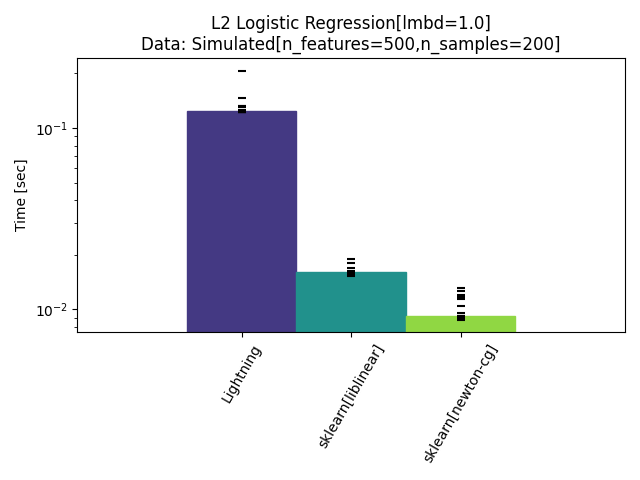 L2 Logistic Regression[lmbd=1.0]
Data: Simulated[n_features=500,n_samples=200]
Time [sec]
10⁻¹
10⁻²
Lightning
sklearn[liblinear]
sklearn[newton-cg]